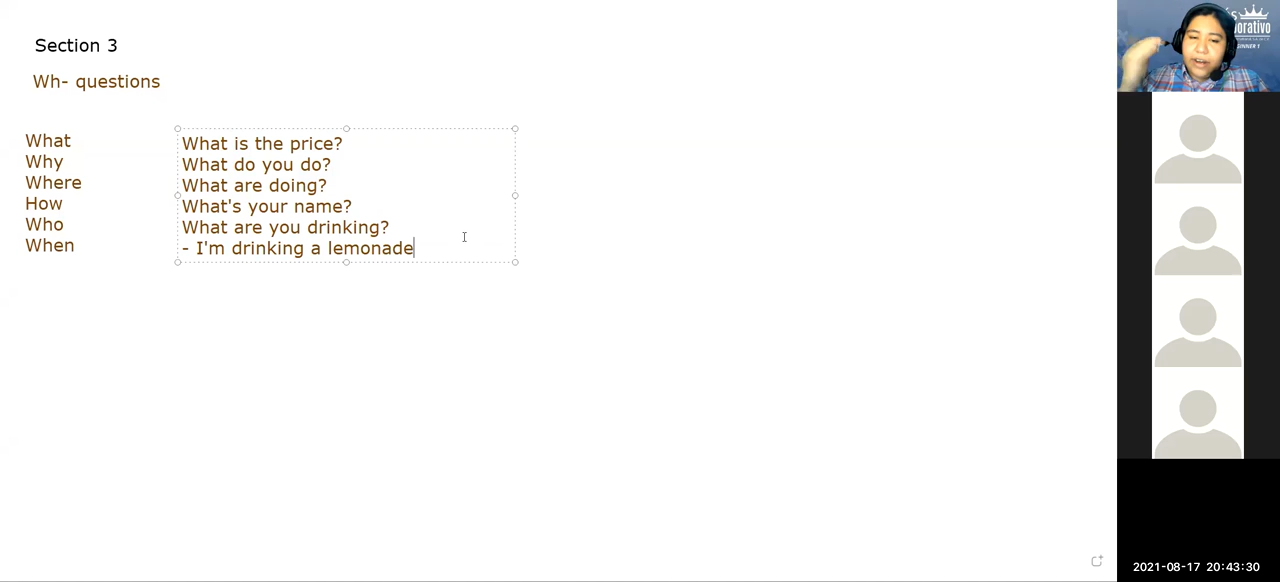 Section 3
Wh- questions
What
Why
Where
How
Who
When
What is the price?
What do you do?
What are doing?
What's your name?
What are you drinking?
- I'm drinking a lemonade
2021-08-17 20:43:30